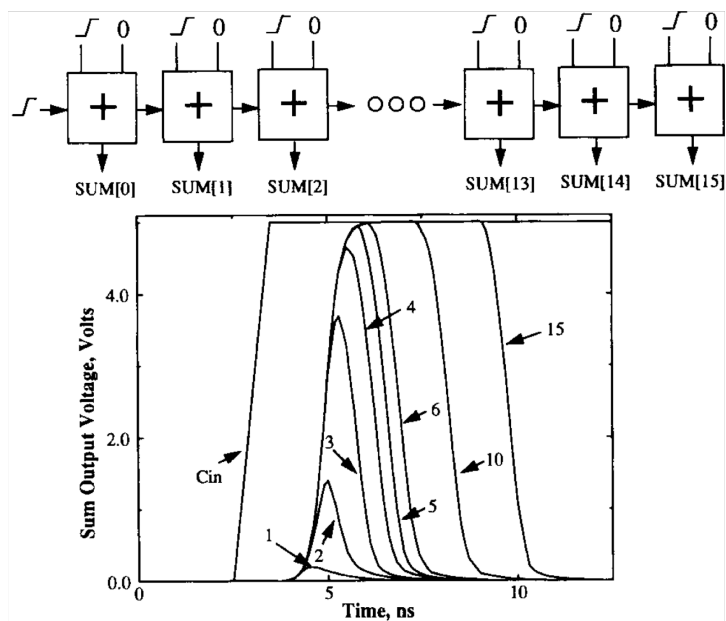 0 0 0 0 0 0
+ + + + + +
SUM[0] SUM[1] SUM[2] SUM[13] SUM[14] SUM[15]
4.0
4
15
Sum Output Voltage, Volts
6
2.0
3
10
Cin
5
1
2
0.0
0 5 10
Time, ns